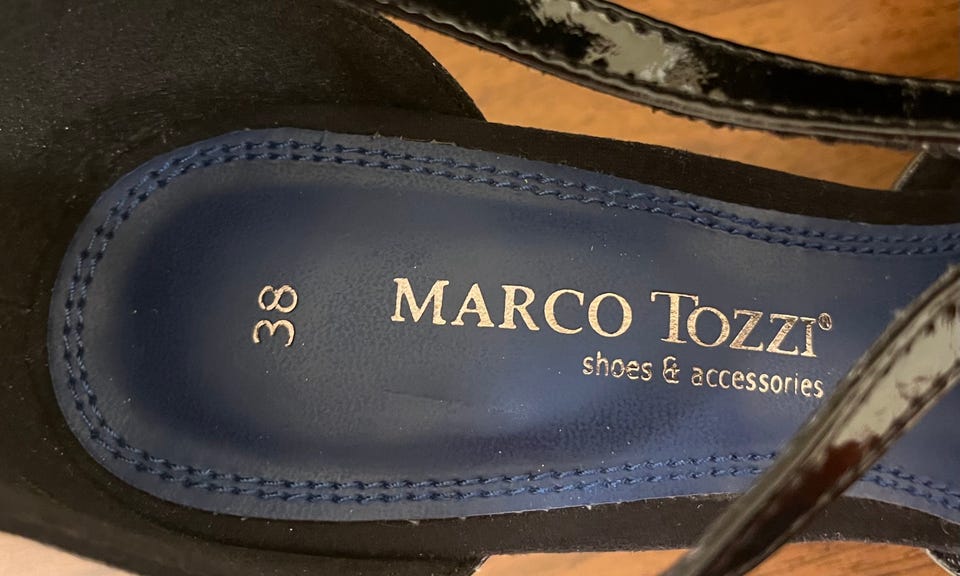 38
MARCO TOZZI®
shoes & accessories